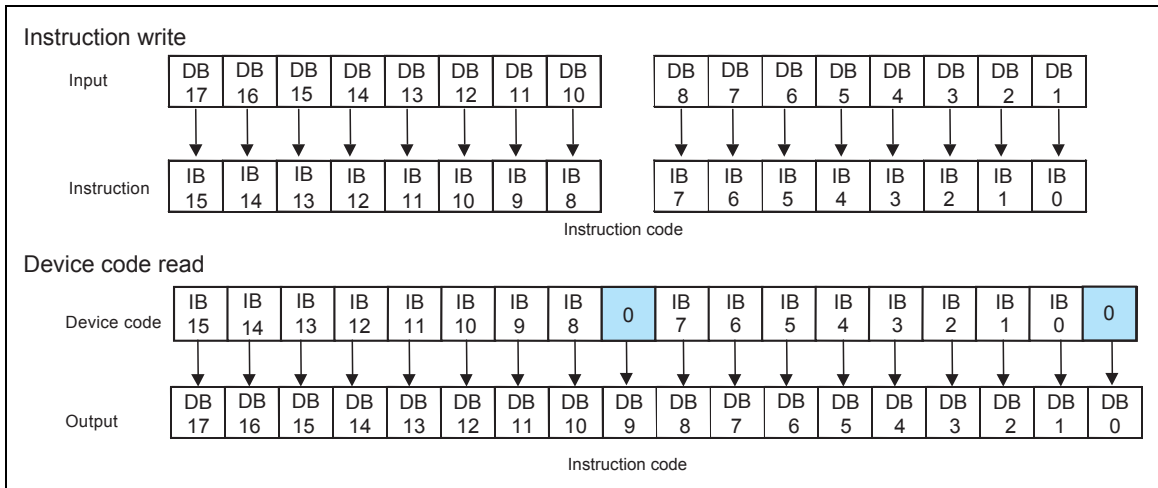 Instruction write
Input DB 17 DB 16 DB 15 DB 14 DB 13 DB 12 DB 11 DB 10 DB 8 DB 7 DB 6 DB 5 DB 4 DB 3 DB 2 DB 1
Instruction IB 15 IB 14 IB 13 IB 12 IB 11 IB 10 IB 9 IB 8 IB 7 IB 6 IB 5 IB 4 IB 3 IB 2 IB 1 IB 0
Instruction code
Device code read
Device code IB 15 IB 14 IB 13 IB 12 IB 11 IB 10 IB 9 IB 8 0 IB 7 IB 6 IB 5 IB 4 IB 3 IB 2 IB 1 IB 0 0
Output DB 17 DB 16 DB 15 DB 14 DB 13 DB 12 DB 11 DB 10 DB 9 DB 8 DB 7 DB 6 DB 5 DB 4 DB 3 DB 2 DB 1 DB 0
Instruction code